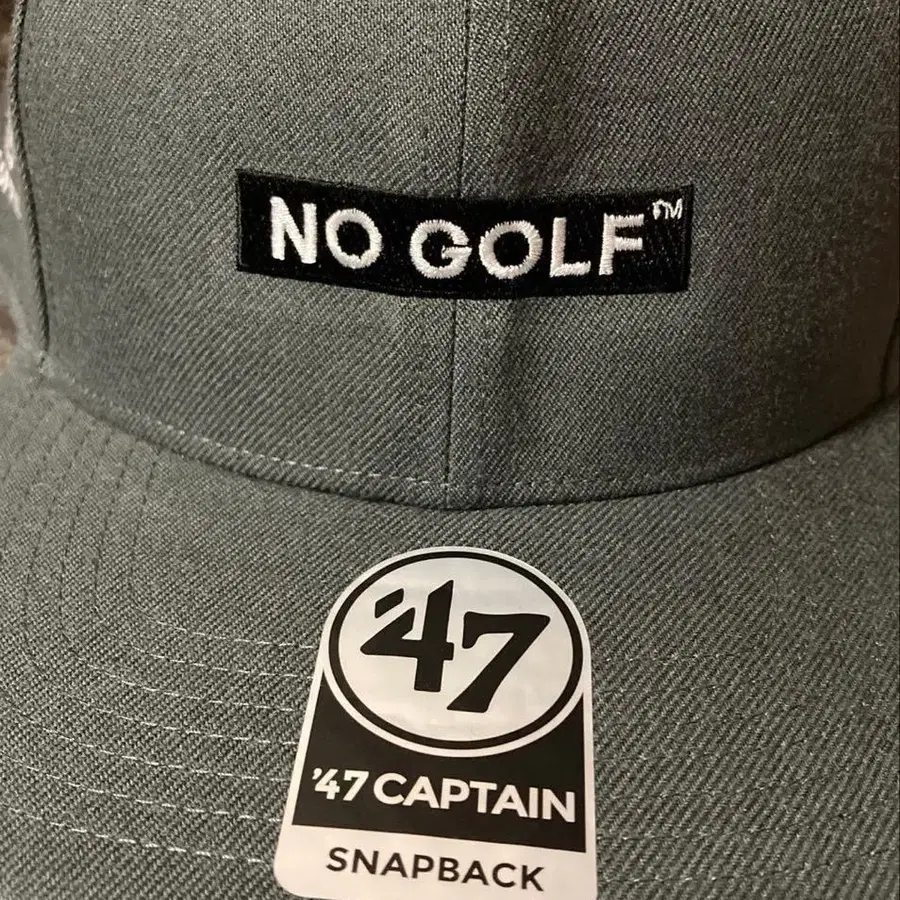 NO GOLF™
'47
'47 CAPTAIN
SNAPBACK